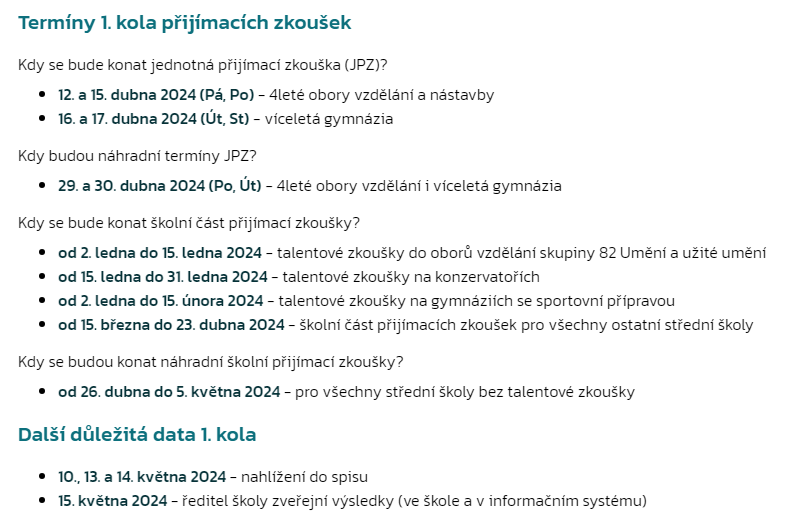 Termíny 1. kola přijímacích zkoušek
Kdy se bude konat jednotná přijímací zkouška (JPZ)?
12. a 15. dubna 2024 (Pá, Po) - 4leté obory vzdělání a nástavby
16. a 17. dubna 2024 (Út, St) - víceletá gymnázia
Kdy budou náhradní termíny JPZ?
29. a 30. dubna 2024 (Po, Út) - 4leté obory vzdělání i víceletá gymnázia
Kdy se bude konat školní část přijímací zkoušky?
od 2. ledna do 15. ledna 2024 - talentové zkoušky do oborů vzdělání skupiny 82 Umění a užité umění
od 15. ledna do 31. ledna 2024 - talentové zkoušky na konzervatořích
od 2. ledna do 15. února 2024 - talentové zkoušky na gymnáziích se sportovní přípravou
od 15. března do 23. dubna 2024 - školní část přijímacích zkoušek pro všechny ostatní střední školy
Kdy se budou konat náhradní školní přijímací zkoušky?
od 26. dubna do 5. května 2024 - pro všechny střední školy bez talentové zkoušky
Další důležitá data 1. kola
10., 13. a 14. května 2024 - nahlížení do spisu
15. května 2024 - ředitel školy zveřejní výsledky (ve škole a v informačním systému)